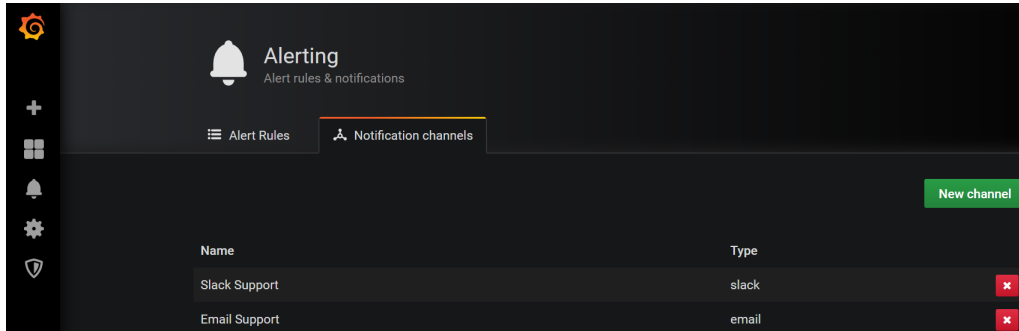 Alerting
Alert rules & notifications
Alert Rules
Notification channels
New channel
Name Type
Slack Support slack
Email Support email